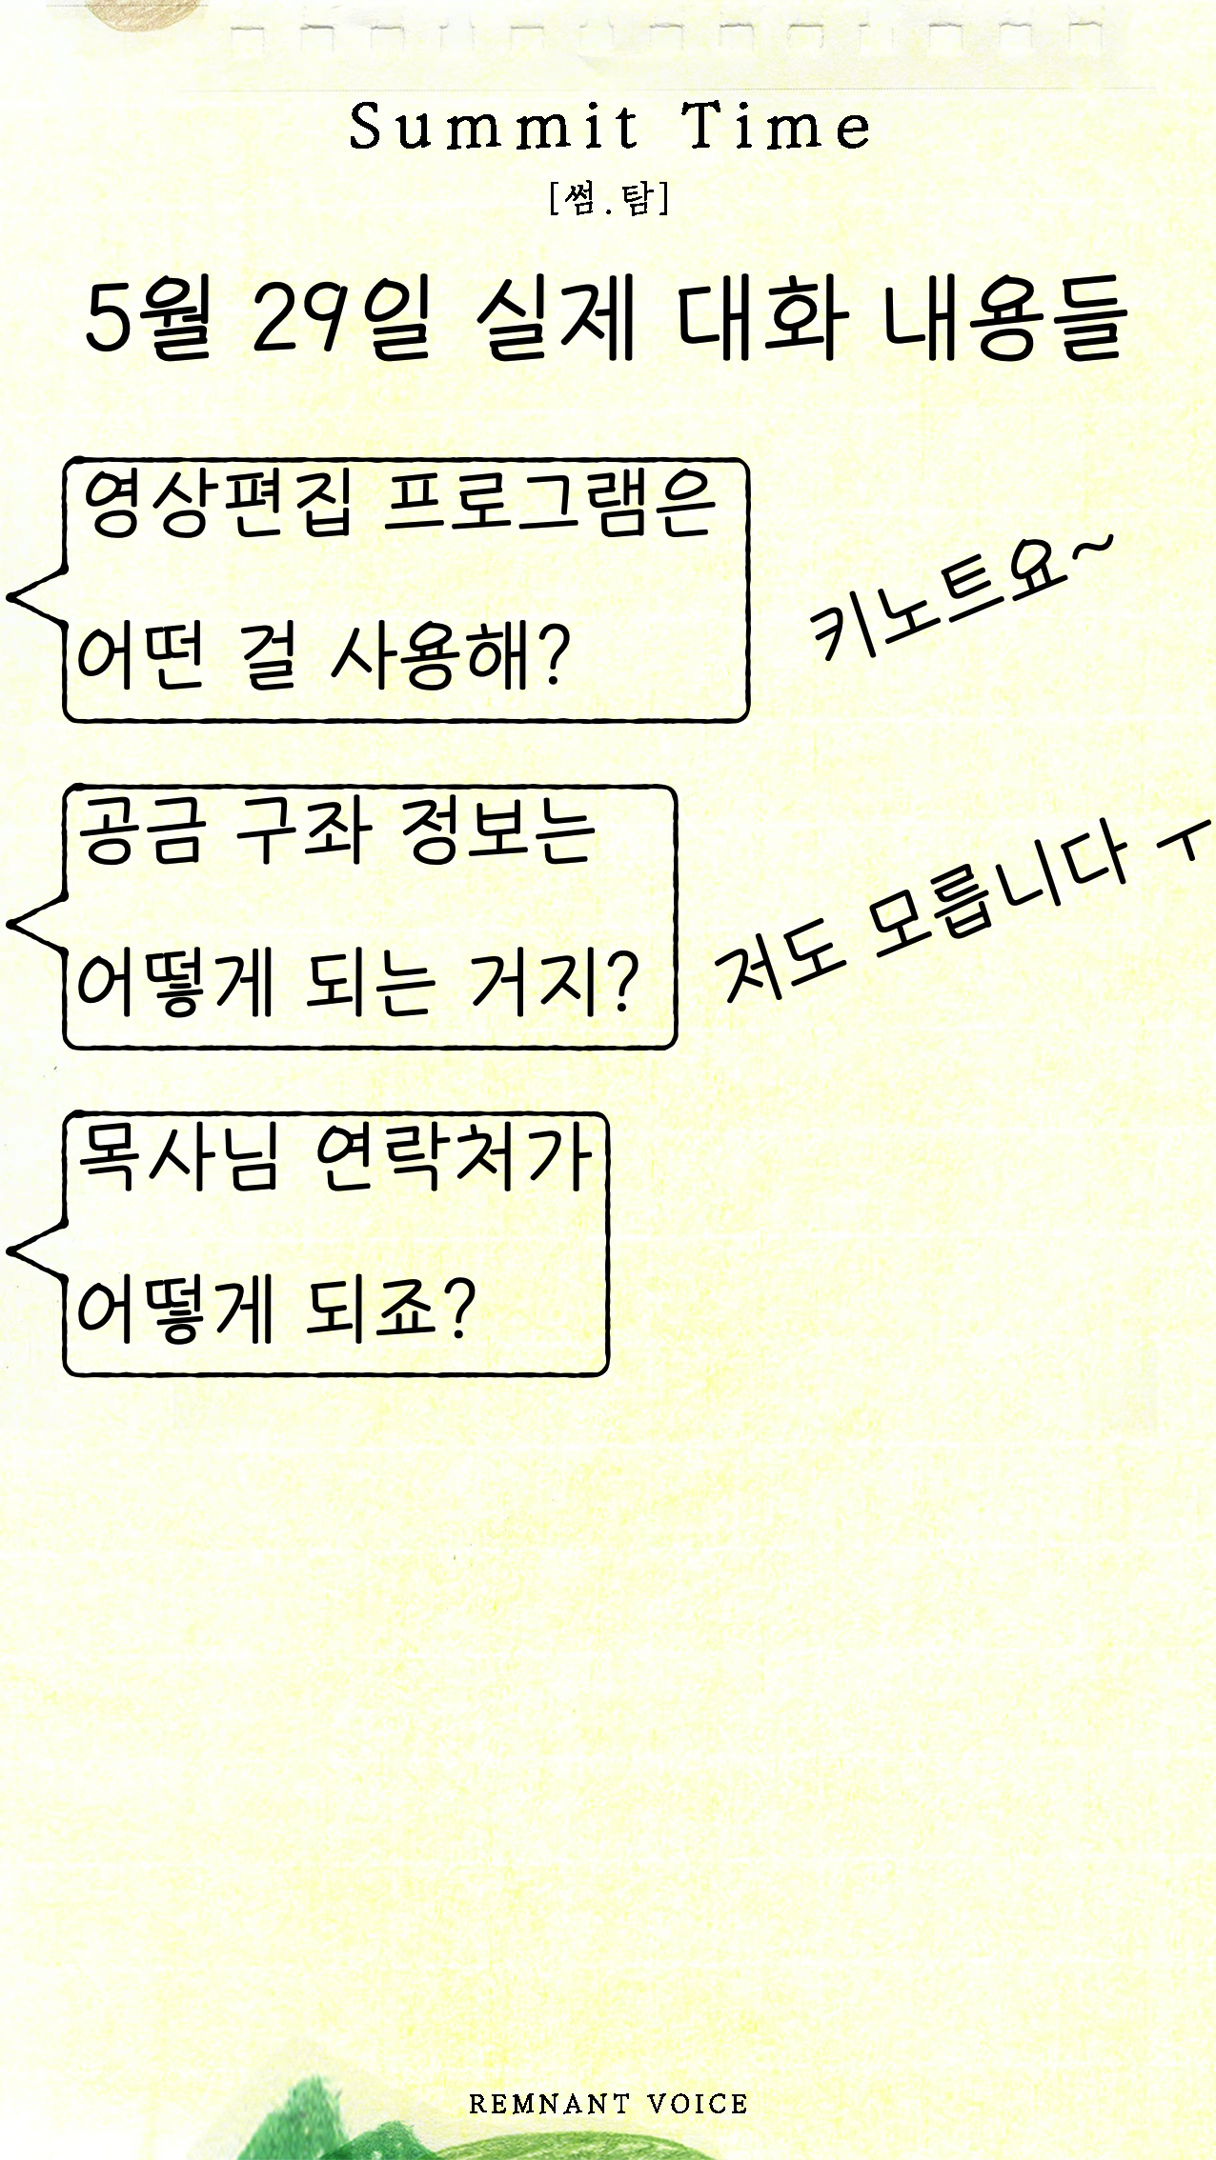 Summit Time
[썸.탐]
5월 29일 실제 대화 내용들
영상편집 프로그램은
어떤 걸 사용해?
키노트요~
공금 구좌 정보는
어떻게 되는 거지?
저도 모릅니다 ㅜ
목사님 연락처가
어떻게 되죠?
REMNANT VOICE